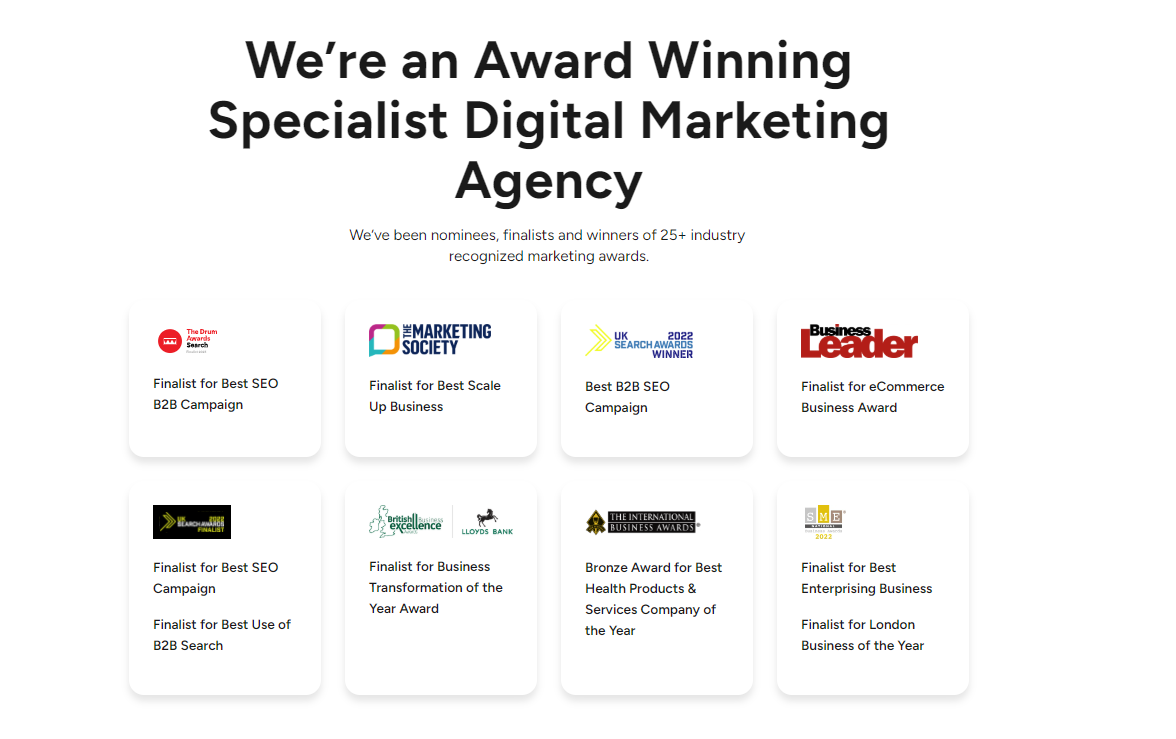 We’re an Award Winning
Specialist Digital Marketing
Agency
We’ve been nominees, finalists and winners of 25+ industry
recognized marketing awards.
The Drum
Awards
Search
Finalist for Best SEO
B2B Campaign
THE MARKETING
SOCIETY
Finalist for Best Scale
Up Business
UK 2022
SEARCH AWARDS
WINNER
Best B2B SEO
Campaign
Business
Leader
Finalist for eCommerce
Business Award
UK 2022
SEARCH AWARDS
FINALIST
Finalist for Best SEO
Campaign
Finalist for Best Use of
B2B Search
British Business
excellence
LLOYDS BANK
Finalist for Business
Transformation of the
Year Award
THE INTERNATIONAL
BUSINESS AWARDS®
Bronze Award for Best
Health Products &
Services Company of
the Year
SME
NATIONAL
2022
Finalist for Best
Enterprising Business
Finalist for London
Business of the Year